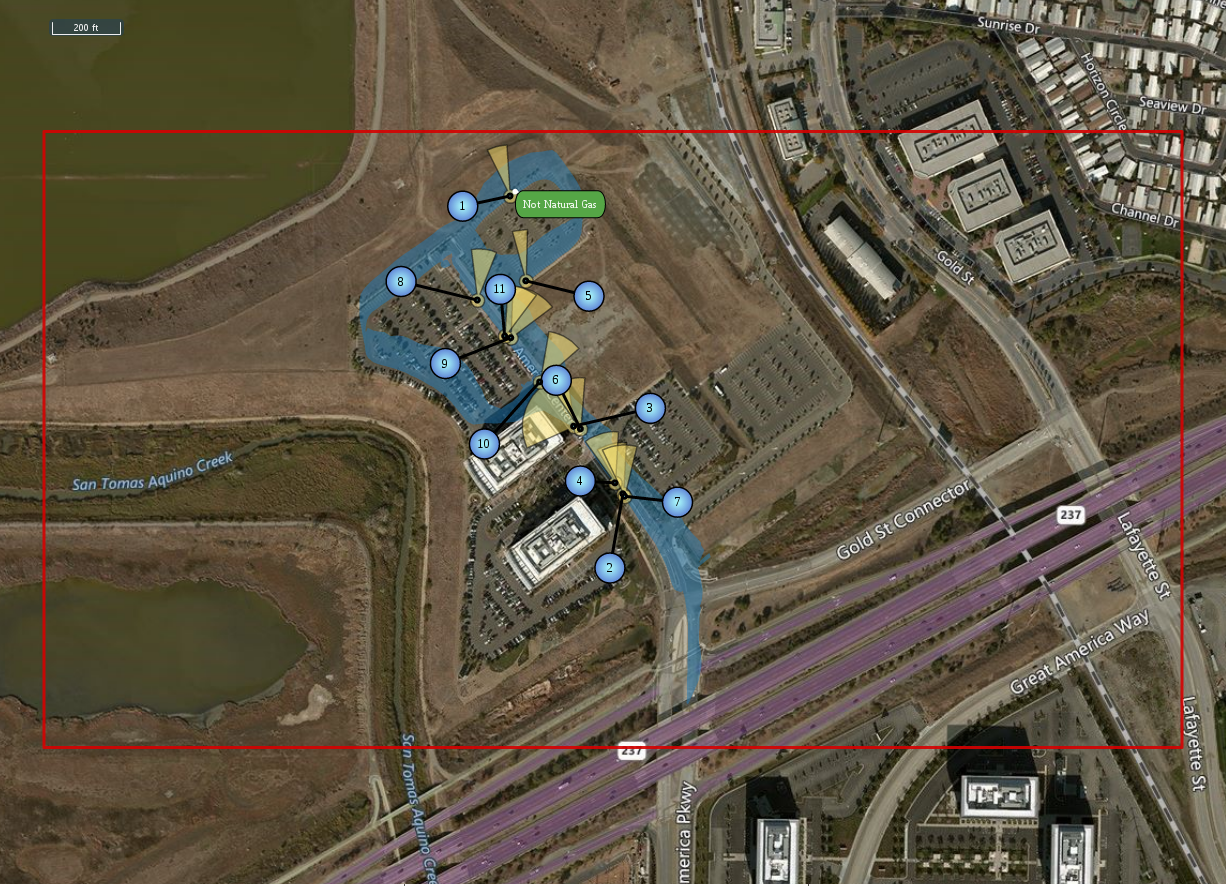 200 ft
Sunrise Dr
Horizon Circle
Seaview Dr
Channel Dr
1
Not Natural Gas
Gold St
8
11
5
9
6
3
10
San Tomas Aquino Creek
4
7
2
Gold St Connector
237
Lafayette St
Great America Way
Lafayette St
237
San Tomas Aquino Cree
merica Pkwy